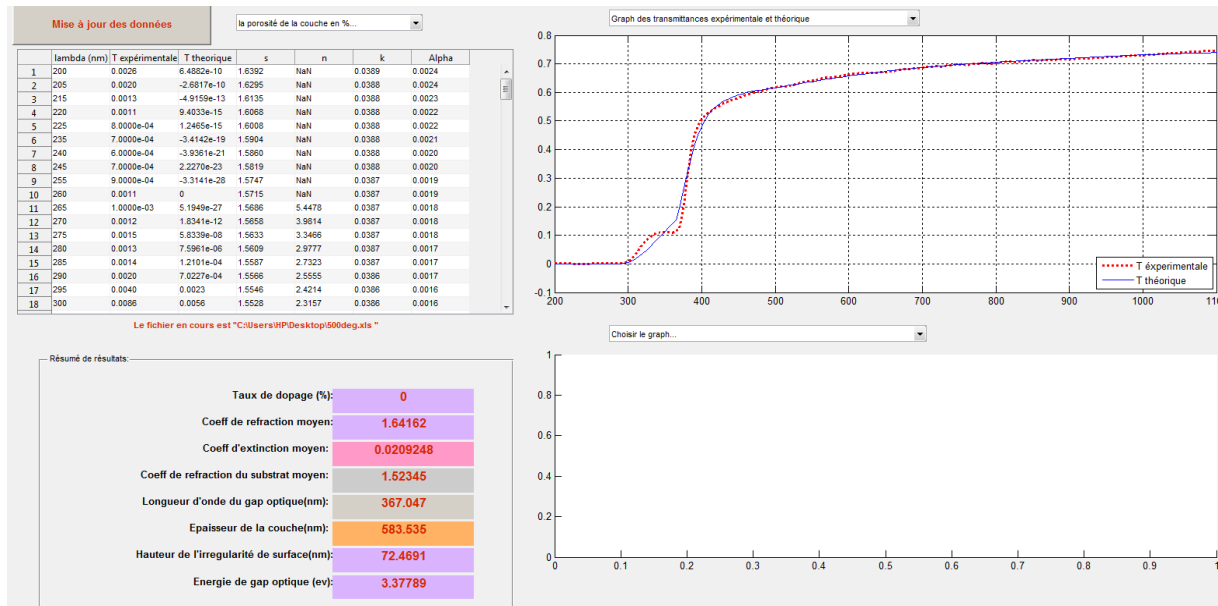 Mise à jour des données
la porosité de la couche en %...
lambda (nm) T expérimentale T theorique s n k Alpha
1 200 0.0026 6.4882e-10 1.6392 NaN 0.0389 0.0024
2 205 0.0020 -2.6817e-10 1.6295 NaN 0.0388 0.0024
3 215 0.0013 -4.9159e-13 1.6135 NaN 0.0388 0.0023
4 220 0.0011 9.4033e-15 1.6068 NaN 0.0388 0.0022
5 225 8.0000e-04 1.2465e-15 1.6008 NaN 0.0388 0.0022
6 235 7.0000e-04 -3.4142e-19 1.5904 NaN 0.0388 0.0021
7 240 6.0000e-04 -3.9361e-21 1.5860 NaN 0.0388 0.0020
8 245 7.0000e-04 2.2270e-23 1.5819 NaN 0.0388 0.0020
9 255 9.0000e-04 -3.3141e-28 1.5747 NaN 0.0387 0.0019
10 260 0.0011 0 1.5715 NaN 0.0387 0.0019
11 265 1.0000e-03 5.1949e-27 1.5686 5.4478 0.0387 0.0018
12 270 0.0012 1.8341e-12 1.5658 3.9814 0.0387 0.0018
13 275 0.0015 5.8339e-08 1.5633 3.3466 0.0387 0.0018
14 280 0.0013 7.5961e-06 1.5609 2.9777 0.0387 0.0017
15 285 0.0014 1.2101e-04 1.5587 2.7323 0.0387 0.0017
16 290 0.0020 7.0227e-04 1.5566 2.5555 0.0386 0.0017
17 295 0.0040 0.0023 1.5546 2.4214 0.0386 0.0016
18 300 0.0086 0.0056 1.5528 2.3157 0.0386 0.0016
Le fichier en cours est "C:\Users\HP\Desktop\500deg.xls "
Résumé de résultats:
Taux de dopage (%): 0
Coeff de refraction moyen: 1.64162
Coeff d'extinction moyen: 0.0209248
Coeff de refraction du substrat moyen: 1.52345
Longueur d'onde du gap optique(nm): 367.047
Epaisseur de la couche(nm): 583.535
Hauteur de l'irregularité de surface(nm): 72.4691
Energie de gap optique (ev): 3.37789
Graph des transmittances expérimentale et théorique
0.8
0.7
0.6
0.5
0.4
0.3
0.2
0.1
0
-0.1
200 300 400 500 600 700 800 900 1000 110
T éxperimentale
T théorique
Choisir le graph...
1
0.8
0.6
0.4
0.2
0
0 0.1 0.2 0.3 0.4 0.5 0.6 0.7 0.8 0.9 1